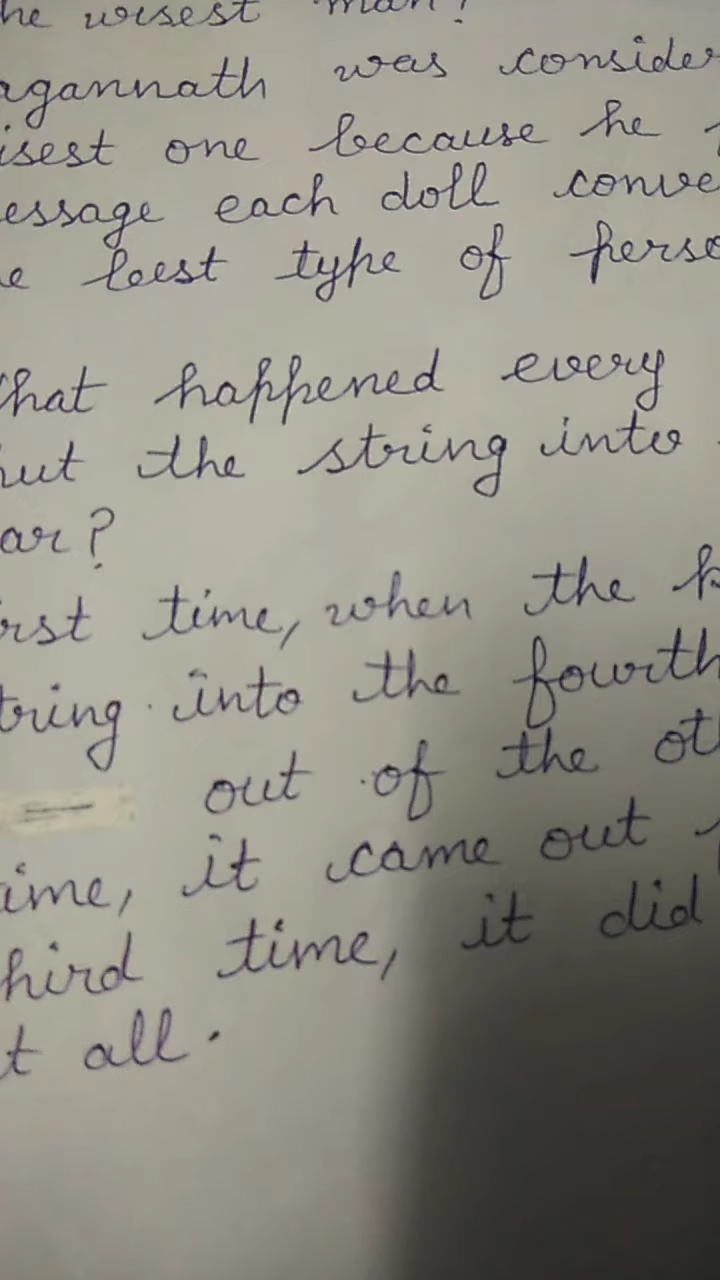 he wisest man?
agannath was consider
isest one because he
essage each doll conve
e best type of perso
hat happened every
put the string into
ar?
irst time, when the k
tring into the fourth
out of the ot
ime, it came out f
hird time, it did
t all.